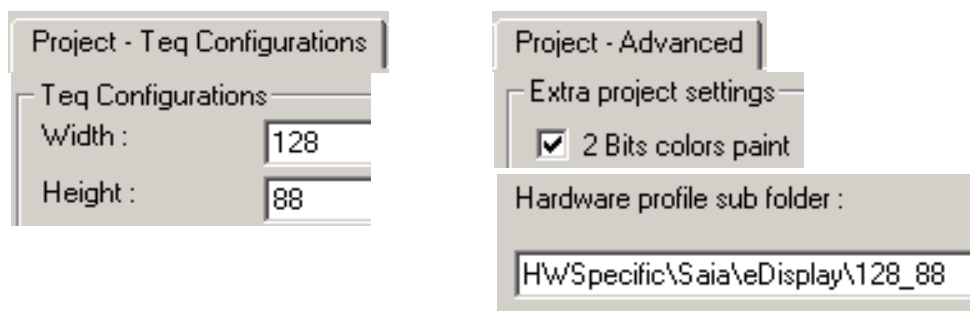 Project - Teq Configurations
Teq Configurations
Width :
128
Height :
88
Project - Advanced
Extra project settings
2 Bits colors paint
Hardware profile sub folder :
HWSpecific\Saia\eDisplay\128_88